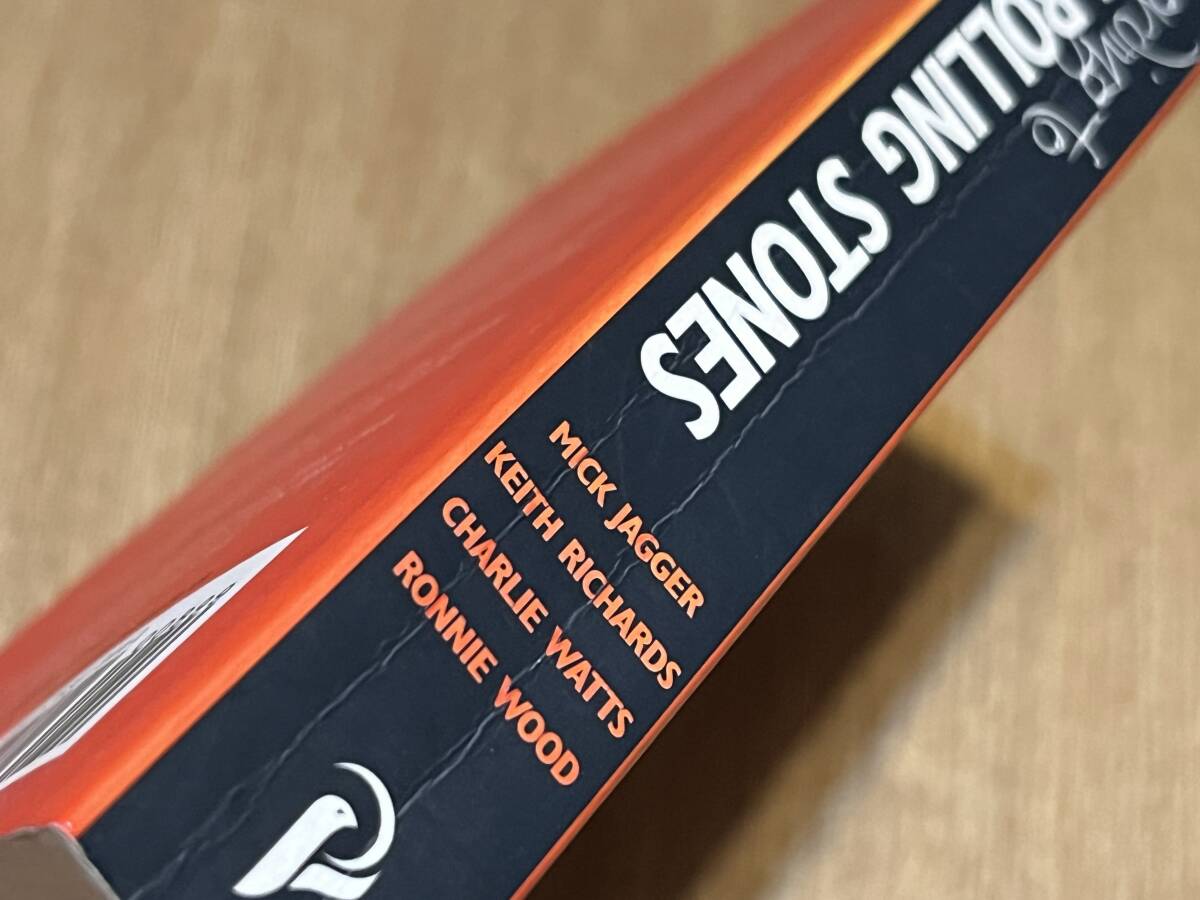 ROLLING STONES
MICK JAGGER
KEITH RICHARDS
CHARLIE WATTS
RONNIE WOOD